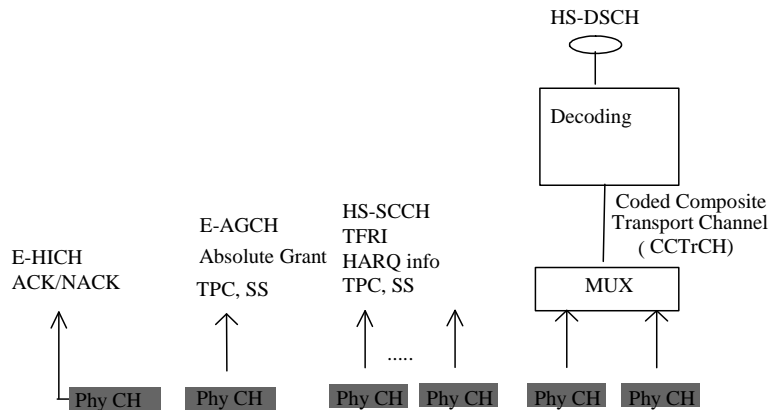 HS-DSCH
Decoding
Coded Composite
Transport Channel
( CCTrCH)
MUX
E-HICH
ACK/NACK
E-AGCH
Absolute Grant
TPC, SS
HS-SCCH
TFRI
HARQ info
TPC, SS
.....
Phy CH
Phy CH
Phy CH
Phy CH
Phy CH
Phy CH